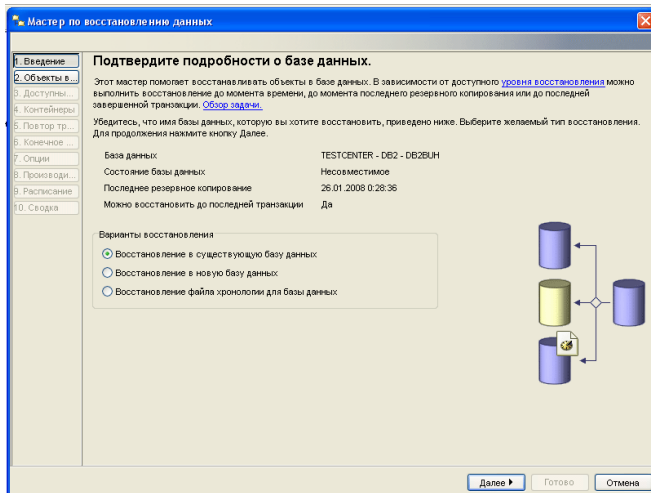 Мастер по восстановлению данных
1. Введение
2. Объекты в...
3. Доступны...
4. Контейнеры
5. Повтор тр...
6. Конечное ...
7. Опции
8. Производи...
9. Расписание
10. Сводка
Подтвердите подробности о базе данных.
Этот мастер помогает восстанавливать объекты в базе данных. В зависимости от доступного уровня восстановления можно
выполнить восстановление до момента времени, до момента последнего резервного копирования или до последней
завершенной транзакции. Обзор задачи.
Убедитесь, что имя базы данных, которую вы хотите восстановить, приведено ниже. Выберите желаемый тип восстановления.
Для продолжения нажмите кнопку Далее.
База данных TESTCENTER - DB2 - DB2BUH
Состояние базы данных Несовместимое
Последнее резервное копирование 26.01.2008 0:28:36
Можно восстановить до последней транзакции Да
Варианты восстановления
Восстановление в существующую базу данных
Восстановление в новую базу данных
Восстановление файла хронологии для базы данных
Далее Готово Отмена